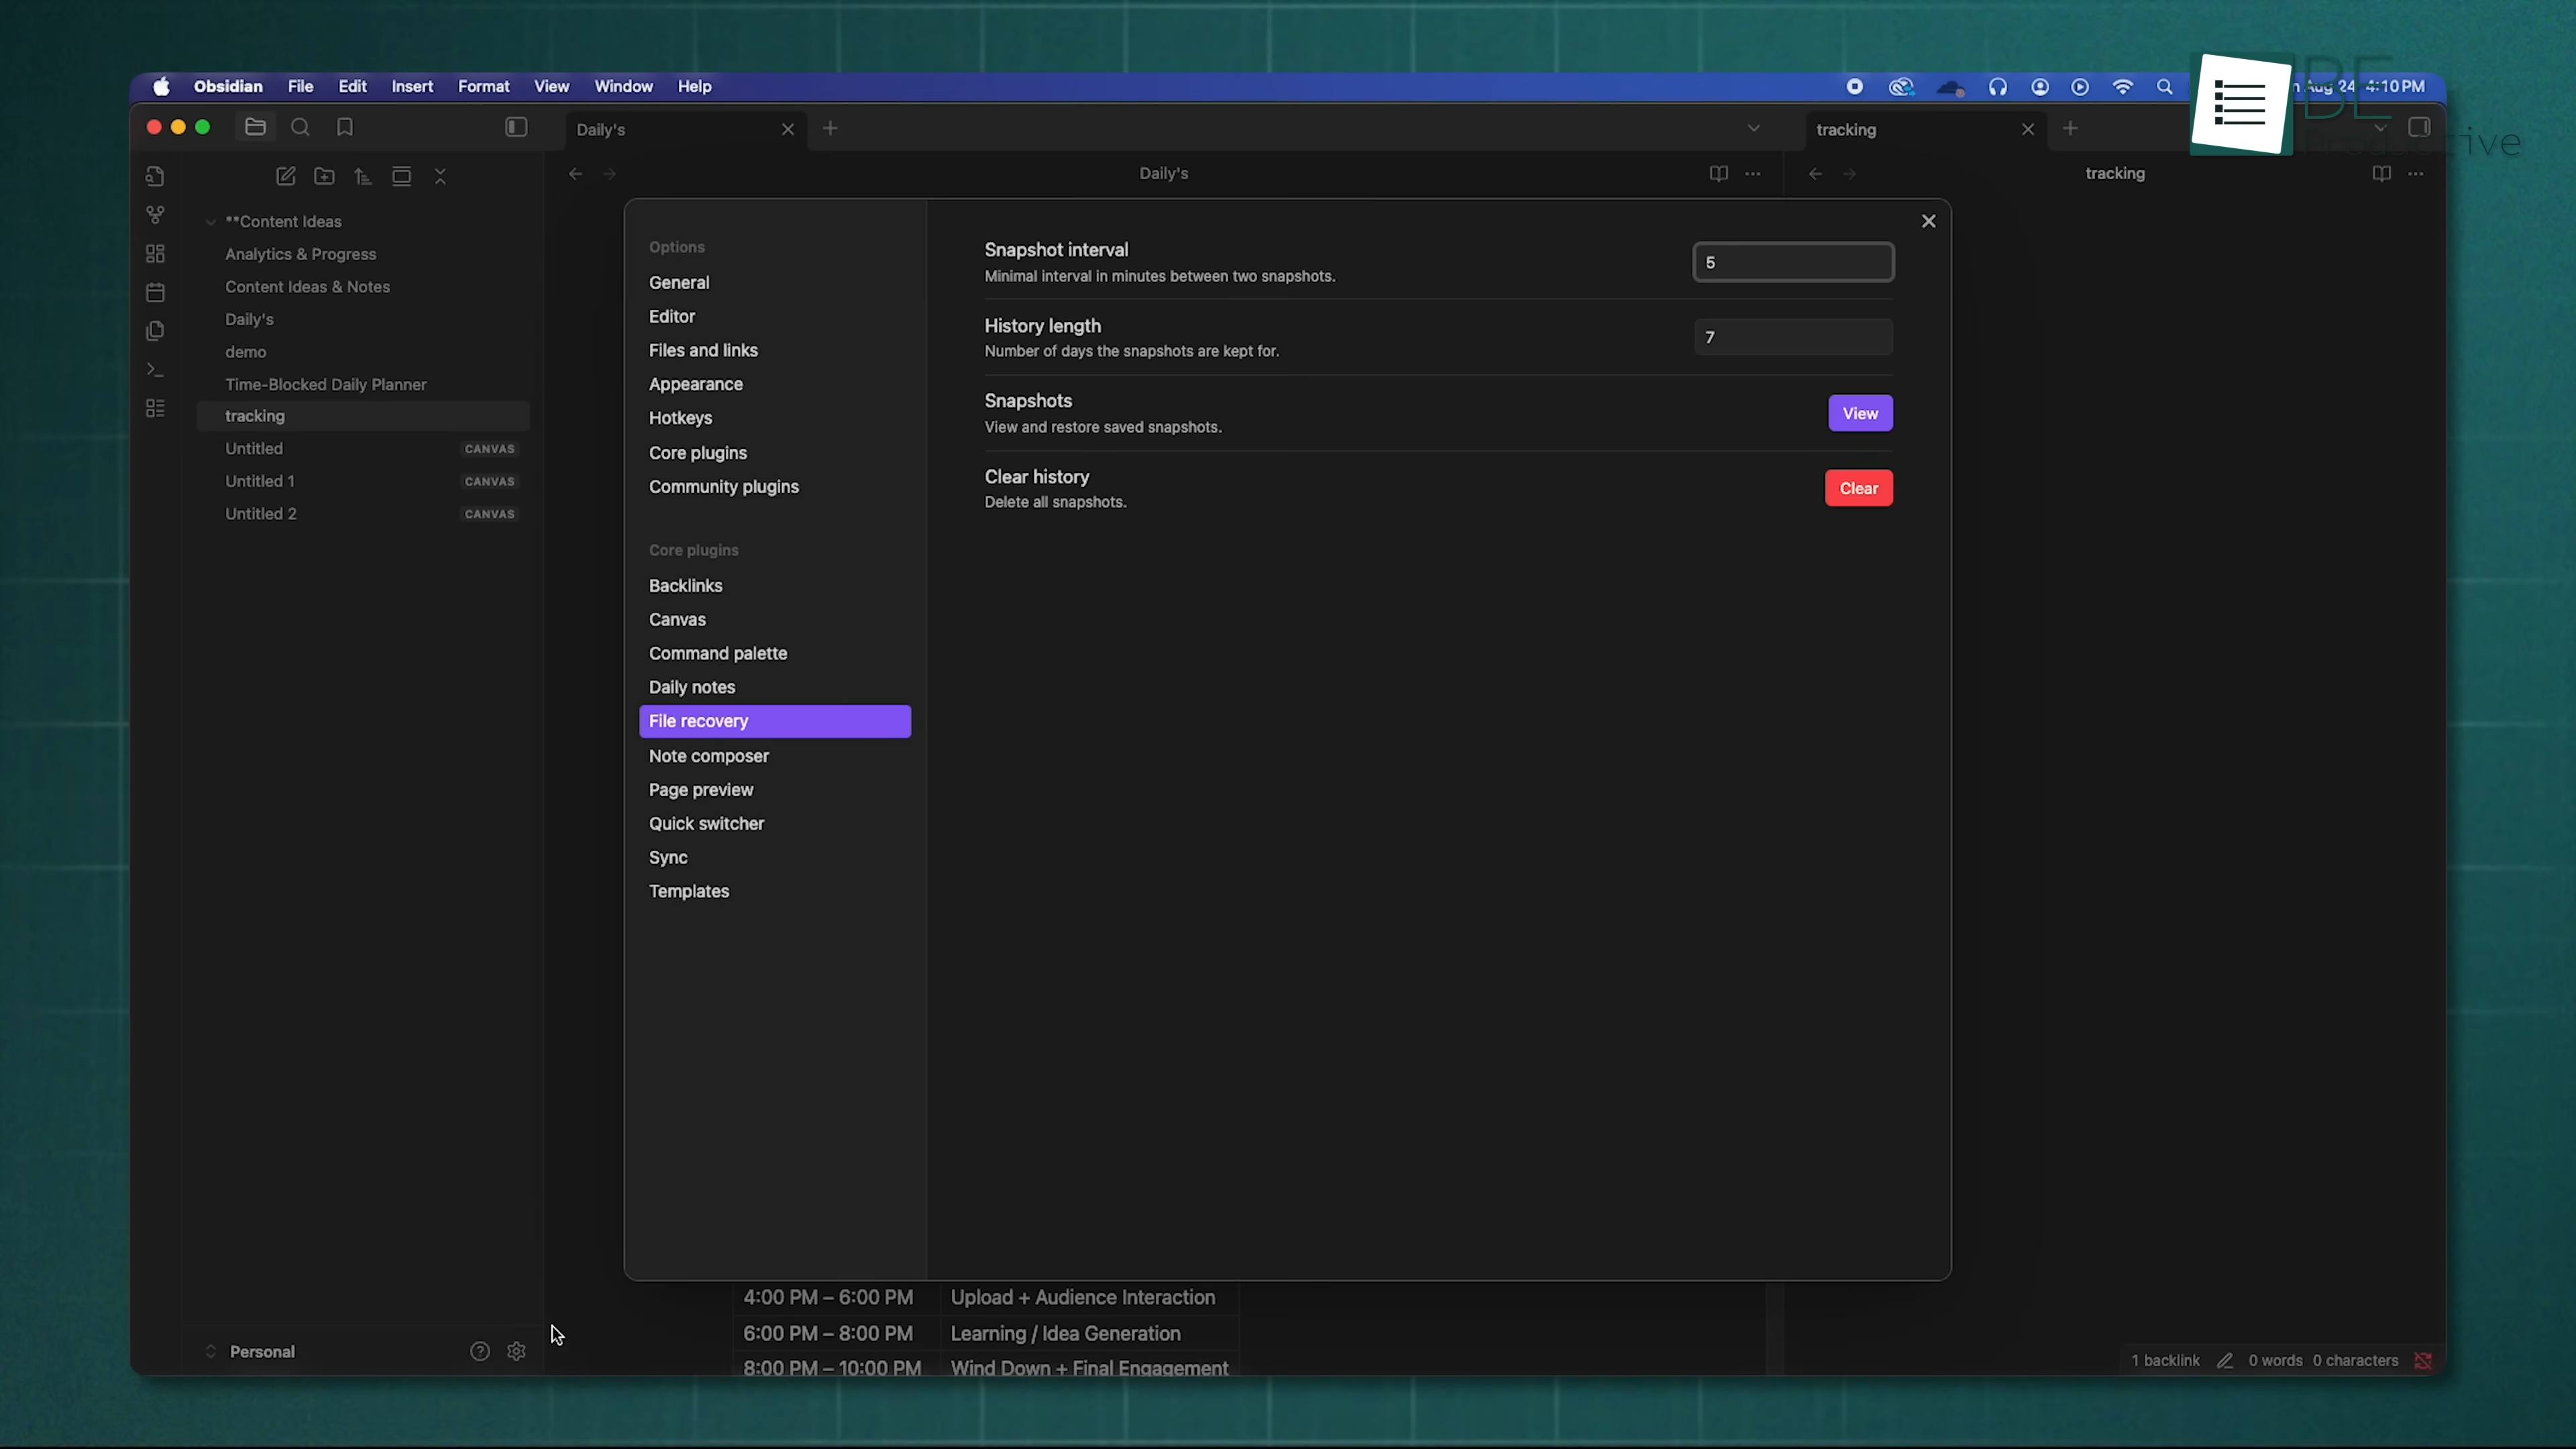 Obsidian File Edit Insert Format View Window Help
Aug 24 4:10 PM
BE
Daily's
tracking
Daily's
tracking
**Content Ideas
Analytics & Progress
Content Ideas & Notes
Daily's
demo
Time-Blocked Daily Planner
tracking
Untitled CANVAS
Untitled 1 CANVAS
Untitled 2 CANVAS
Personal
Options
General
Editor
Files and links
Appearance
Hotkeys
Core plugins
Community plugins
Core plugins
Backlinks
Canvas
Command palette
Daily notes
File recovery
Note composer
Page preview
Quick switcher
Sync
Templates
Snapshot interval
Minimal interval in minutes between two snapshots.
5
History length
Number of days the snapshots are kept for.
7
Snapshots
View and restore saved snapshots.
View
Clear history
Delete all snapshots.
Clear
4:00 PM – 6:00 PM Upload + Audience Interaction
6:00 PM – 8:00 PM Learning / Idea Generation
8:00 PM – 10:00 PM Wind Down + Final Engagement
1 backlink 0 words 0 characters